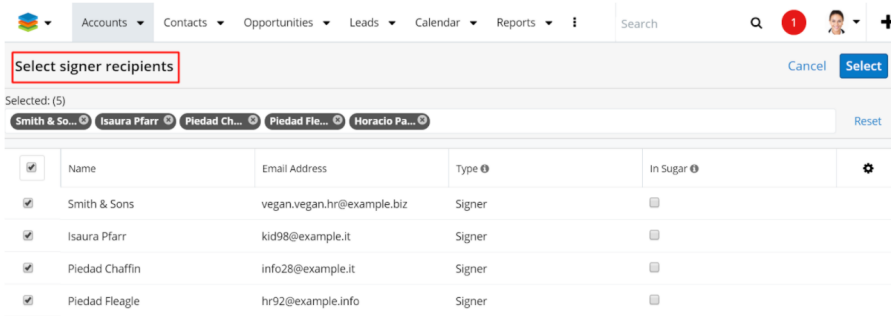 Accounts Contacts Opportunities Leads Calendar Reports Search 1
Select signer recipients Cancel Select
Selected: (5)
Smith & So... Isaura Pfarr Piedad Ch... Piedad Fle... Horacio Pa... Reset
Name Email Address Type In Sugar
Smith & Sons vegan.vegan.hr@example.biz Signer
Isaura Pfarr kid98@example.it Signer
Piedad Chaffin info28@example.it Signer
Piedad Fleagle hr92@example.info Signer